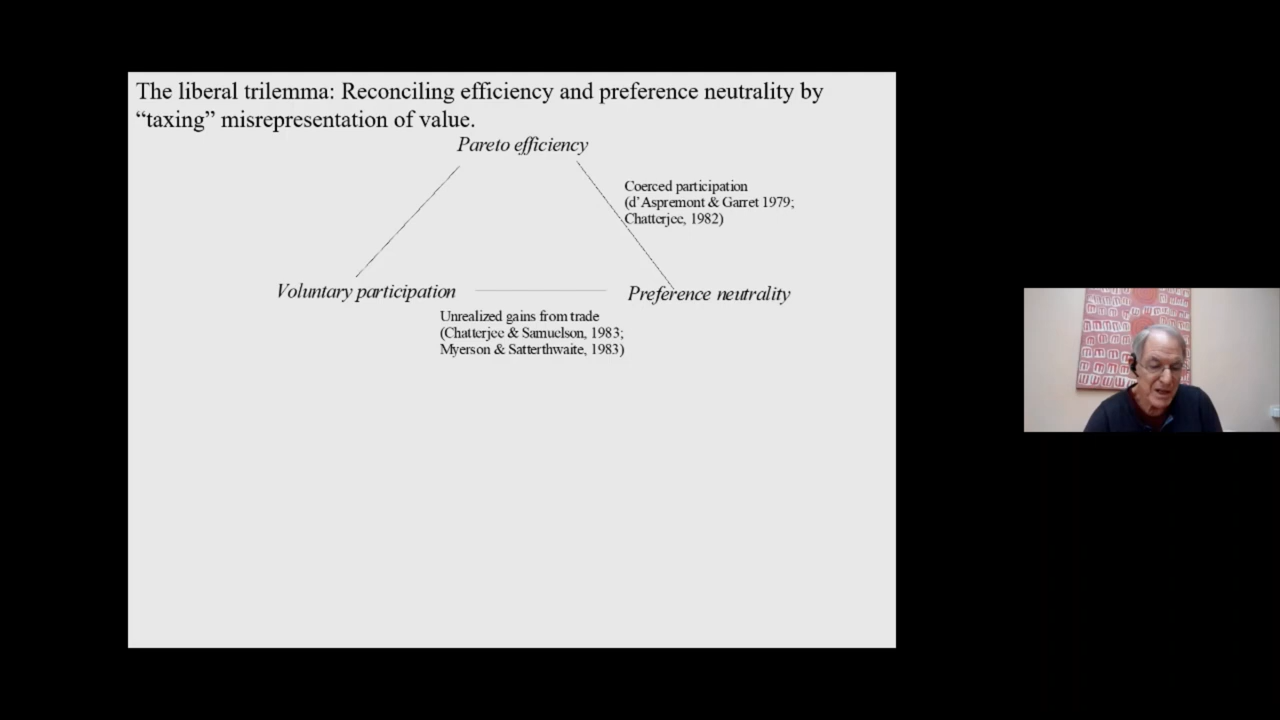 The liberal trilemma: Reconciling efficiency and preference neutrality by
“taxing” misrepresentation of value.
Pareto efficiency
Coerced participation
(d’Aspremont & Garret 1979;
Chatterjee, 1982)
Voluntary participation
Preference neutrality
Unrealized gains from trade
(Chatterjee & Samuelson, 1983;
Myerson & Satterthwaite, 1983)